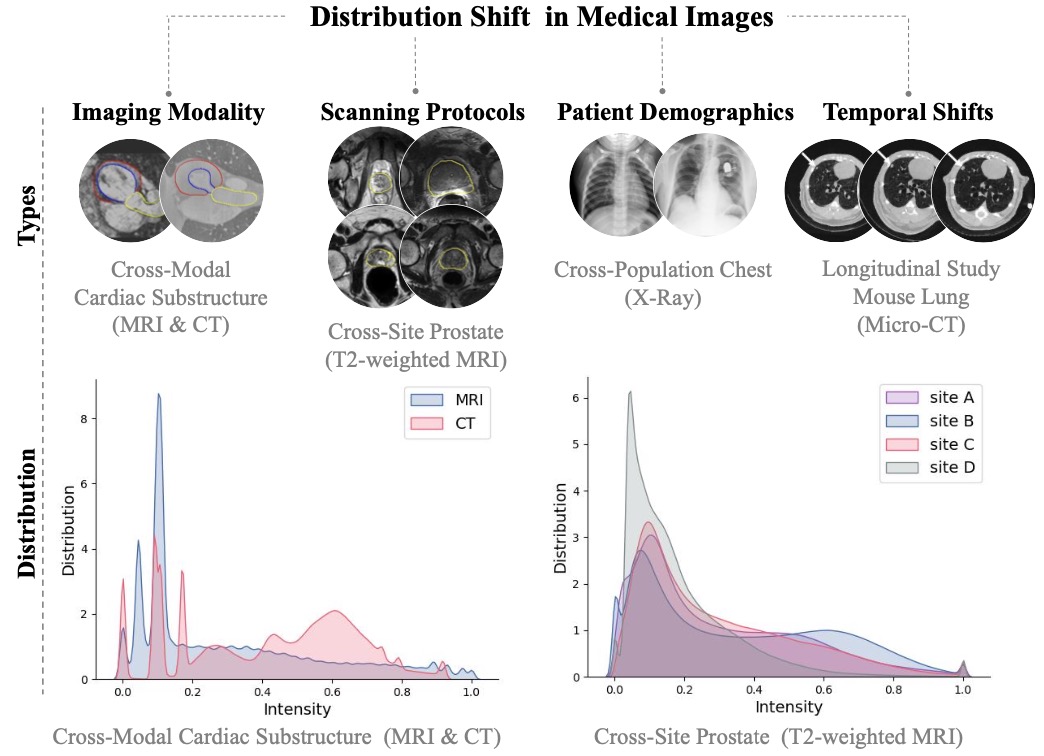 Distribution Shift in Medical Images
Imaging Modality
Scanning Protocols
Patient Demographics
Temporal Shifts
Types
Cross-Modal
Cardiac Substructure
(MRI & CT)
Cross-Site Prostate
(T2-weighted MRI)
Cross-Population Chest
(X-Ray)
Longitudinal Study
Mouse Lung
(Micro-CT)
Distribution
Distribution
8
6
4
2
0
0.0 0.2 0.4 0.6 0.8 1.0
Intensity
MRI
CT
Cross-Modal Cardiac Substructure (MRI & CT)
Distribution
6
5
4
3
2
1
0
0.0 0.2 0.4 0.6 0.8 1.0
Intensity
site A
site B
site C
site D
Cross-Site Prostate (T2-weighted MRI)